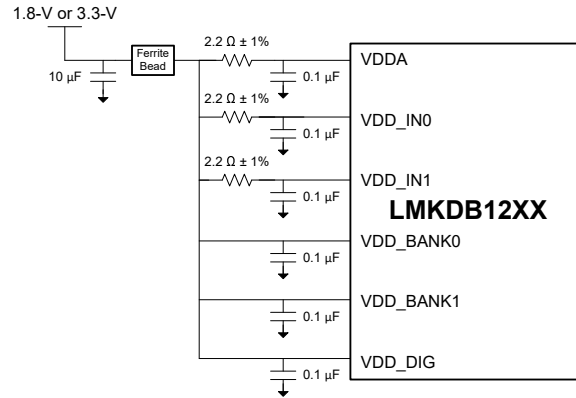 1.8-V or 3.3-V
Ferrite
Bead
10 µF
2.2 Ω ± 1%
0.1 µF
VDDA
2.2 Ω ± 1%
0.1 µF
VDD_IN0
2.2 Ω ± 1%
0.1 µF
VDD_IN1
LMKDB12XX
0.1 µF
VDD_BANK0
0.1 µF
VDD_BANK1
0.1 µF
VDD_DIG